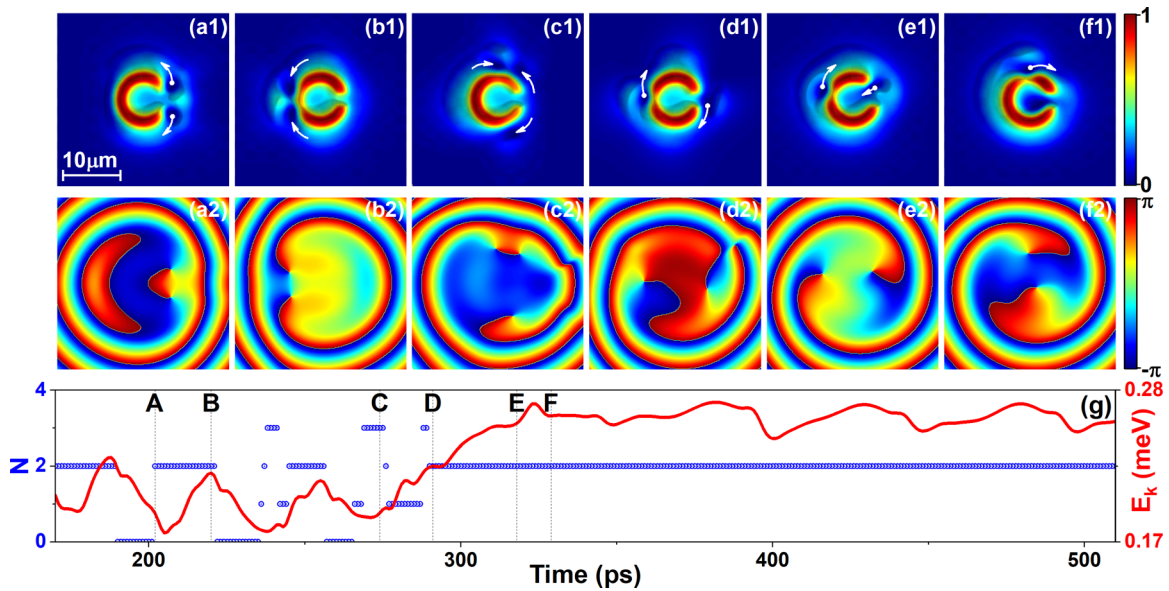 (a1) (b1) (c1) (d1) (e1) (f1) 1
10μm
0
(a2) (b2) (c2) (d2) (e2) (f2) π
-π
4 A B C D E F (g) 0.28
N 2 E_k (meV)
0 0.17
200 300 400 500
Time (ps)